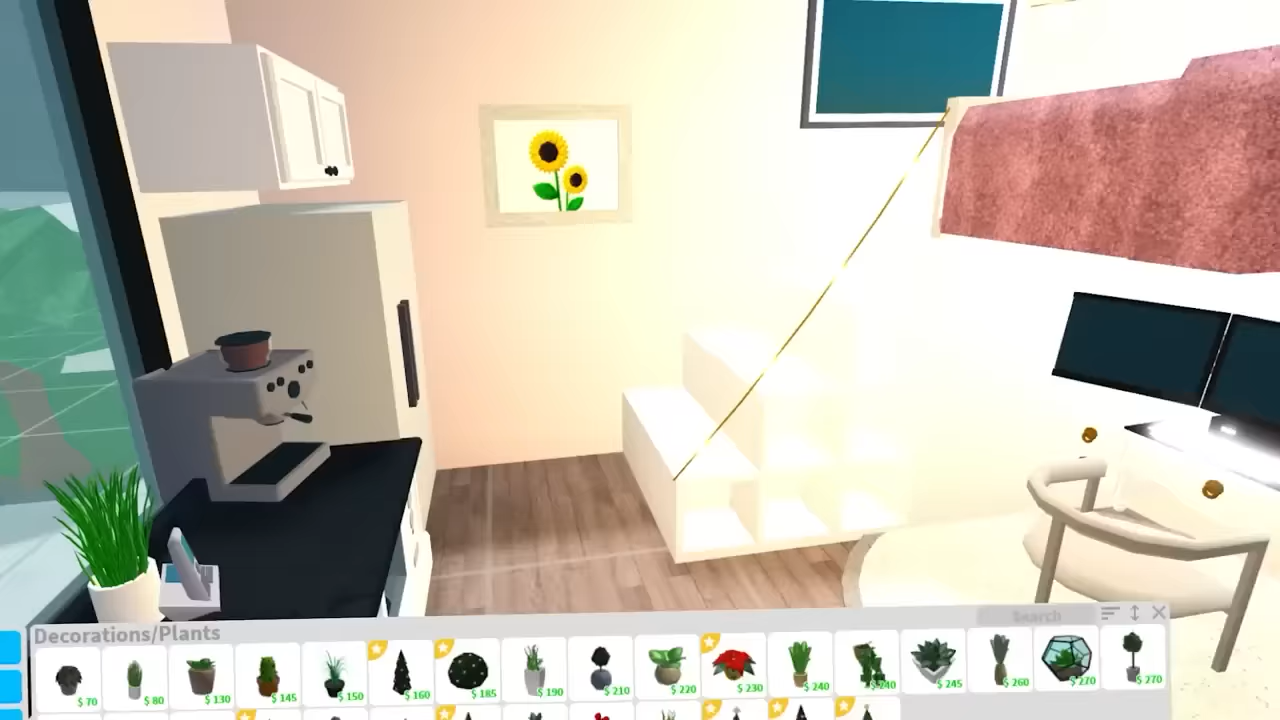 Search
Decorations/Plants
$ 70 $ 80 $ 130 $ 145 $ 150 $ 160 $ 185 $ 190 $ 210 $ 220 $ 230 $ 240 $ 240 $ 245 $ 260 $ 270 $ 270